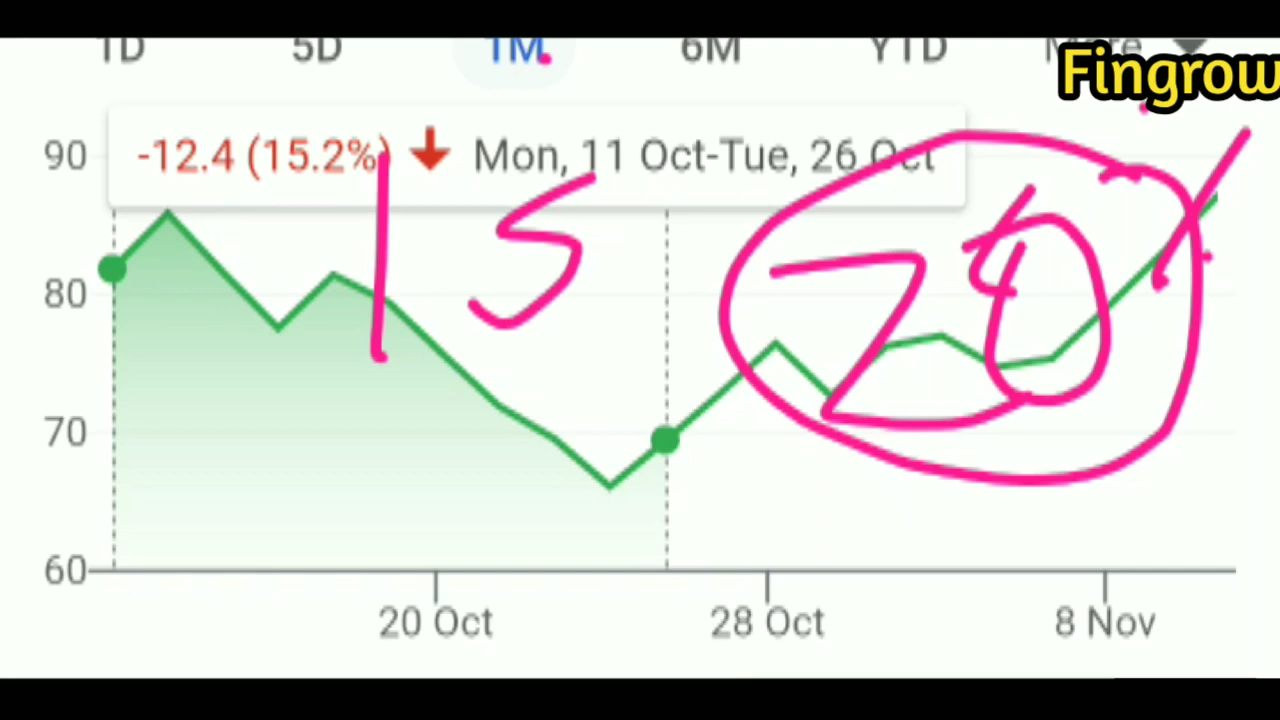 1D 5D 1M 6M YTD More
Fingrow
-12.4 (15.2%) Mon, 11 Oct-Tue, 26 Oct
90
15
20
80
70
60
20 Oct 28 Oct 8 Nov